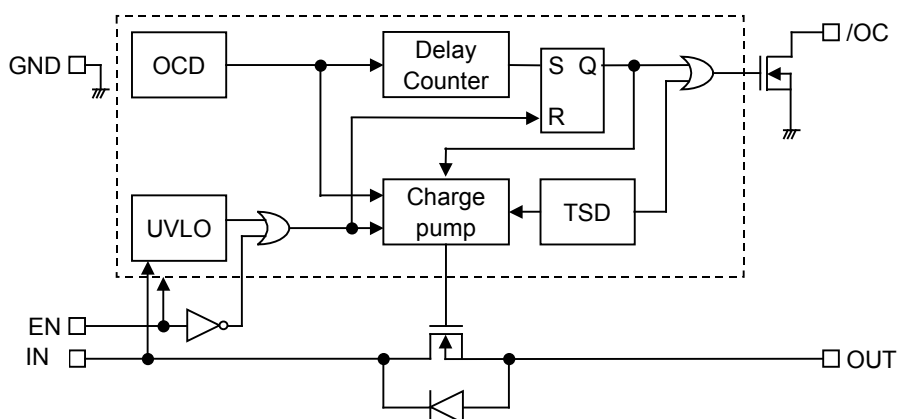 /OC
GND
OCD
Delay
Counter
S Q
R
UVLO
Charge
pump
TSD
EN
IN
OUT